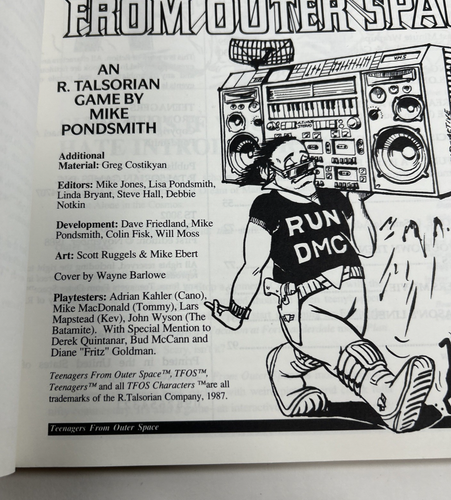 FROM OUTER SPA
AN
R. TALSORIAN
GAME BY
MIKE
PONDSMITH
Additional
Material: Greg Costikyan
Editors: Mike Jones, Lisa Pondsmith,
Linda Bryant, Steve Hall, Debbie
Notkin
Development: Dave Friedland, Mike
Pondsmith, Colin Fisk, Will Moss
Art: Scott Ruggels & Mike Ebert
Cover by Wayne Barlowe
Playtesters: Adrian Kahler (Cano),
Mike MacDonald (Tommy), Lars
Mapstead (Kev), John Wyson (The
Batamite). With Special Mention to
Derek Quintanar, Bud McCann and
Diane "Fritz" Goldman.
Teenagers From Outer Space™, TFOS™,
Teenagers™ and all TFOS Characters ™are all
trademarks of the R.Talsorian Company, 1987.
Teenagers From Outer Space
RUN
DMC